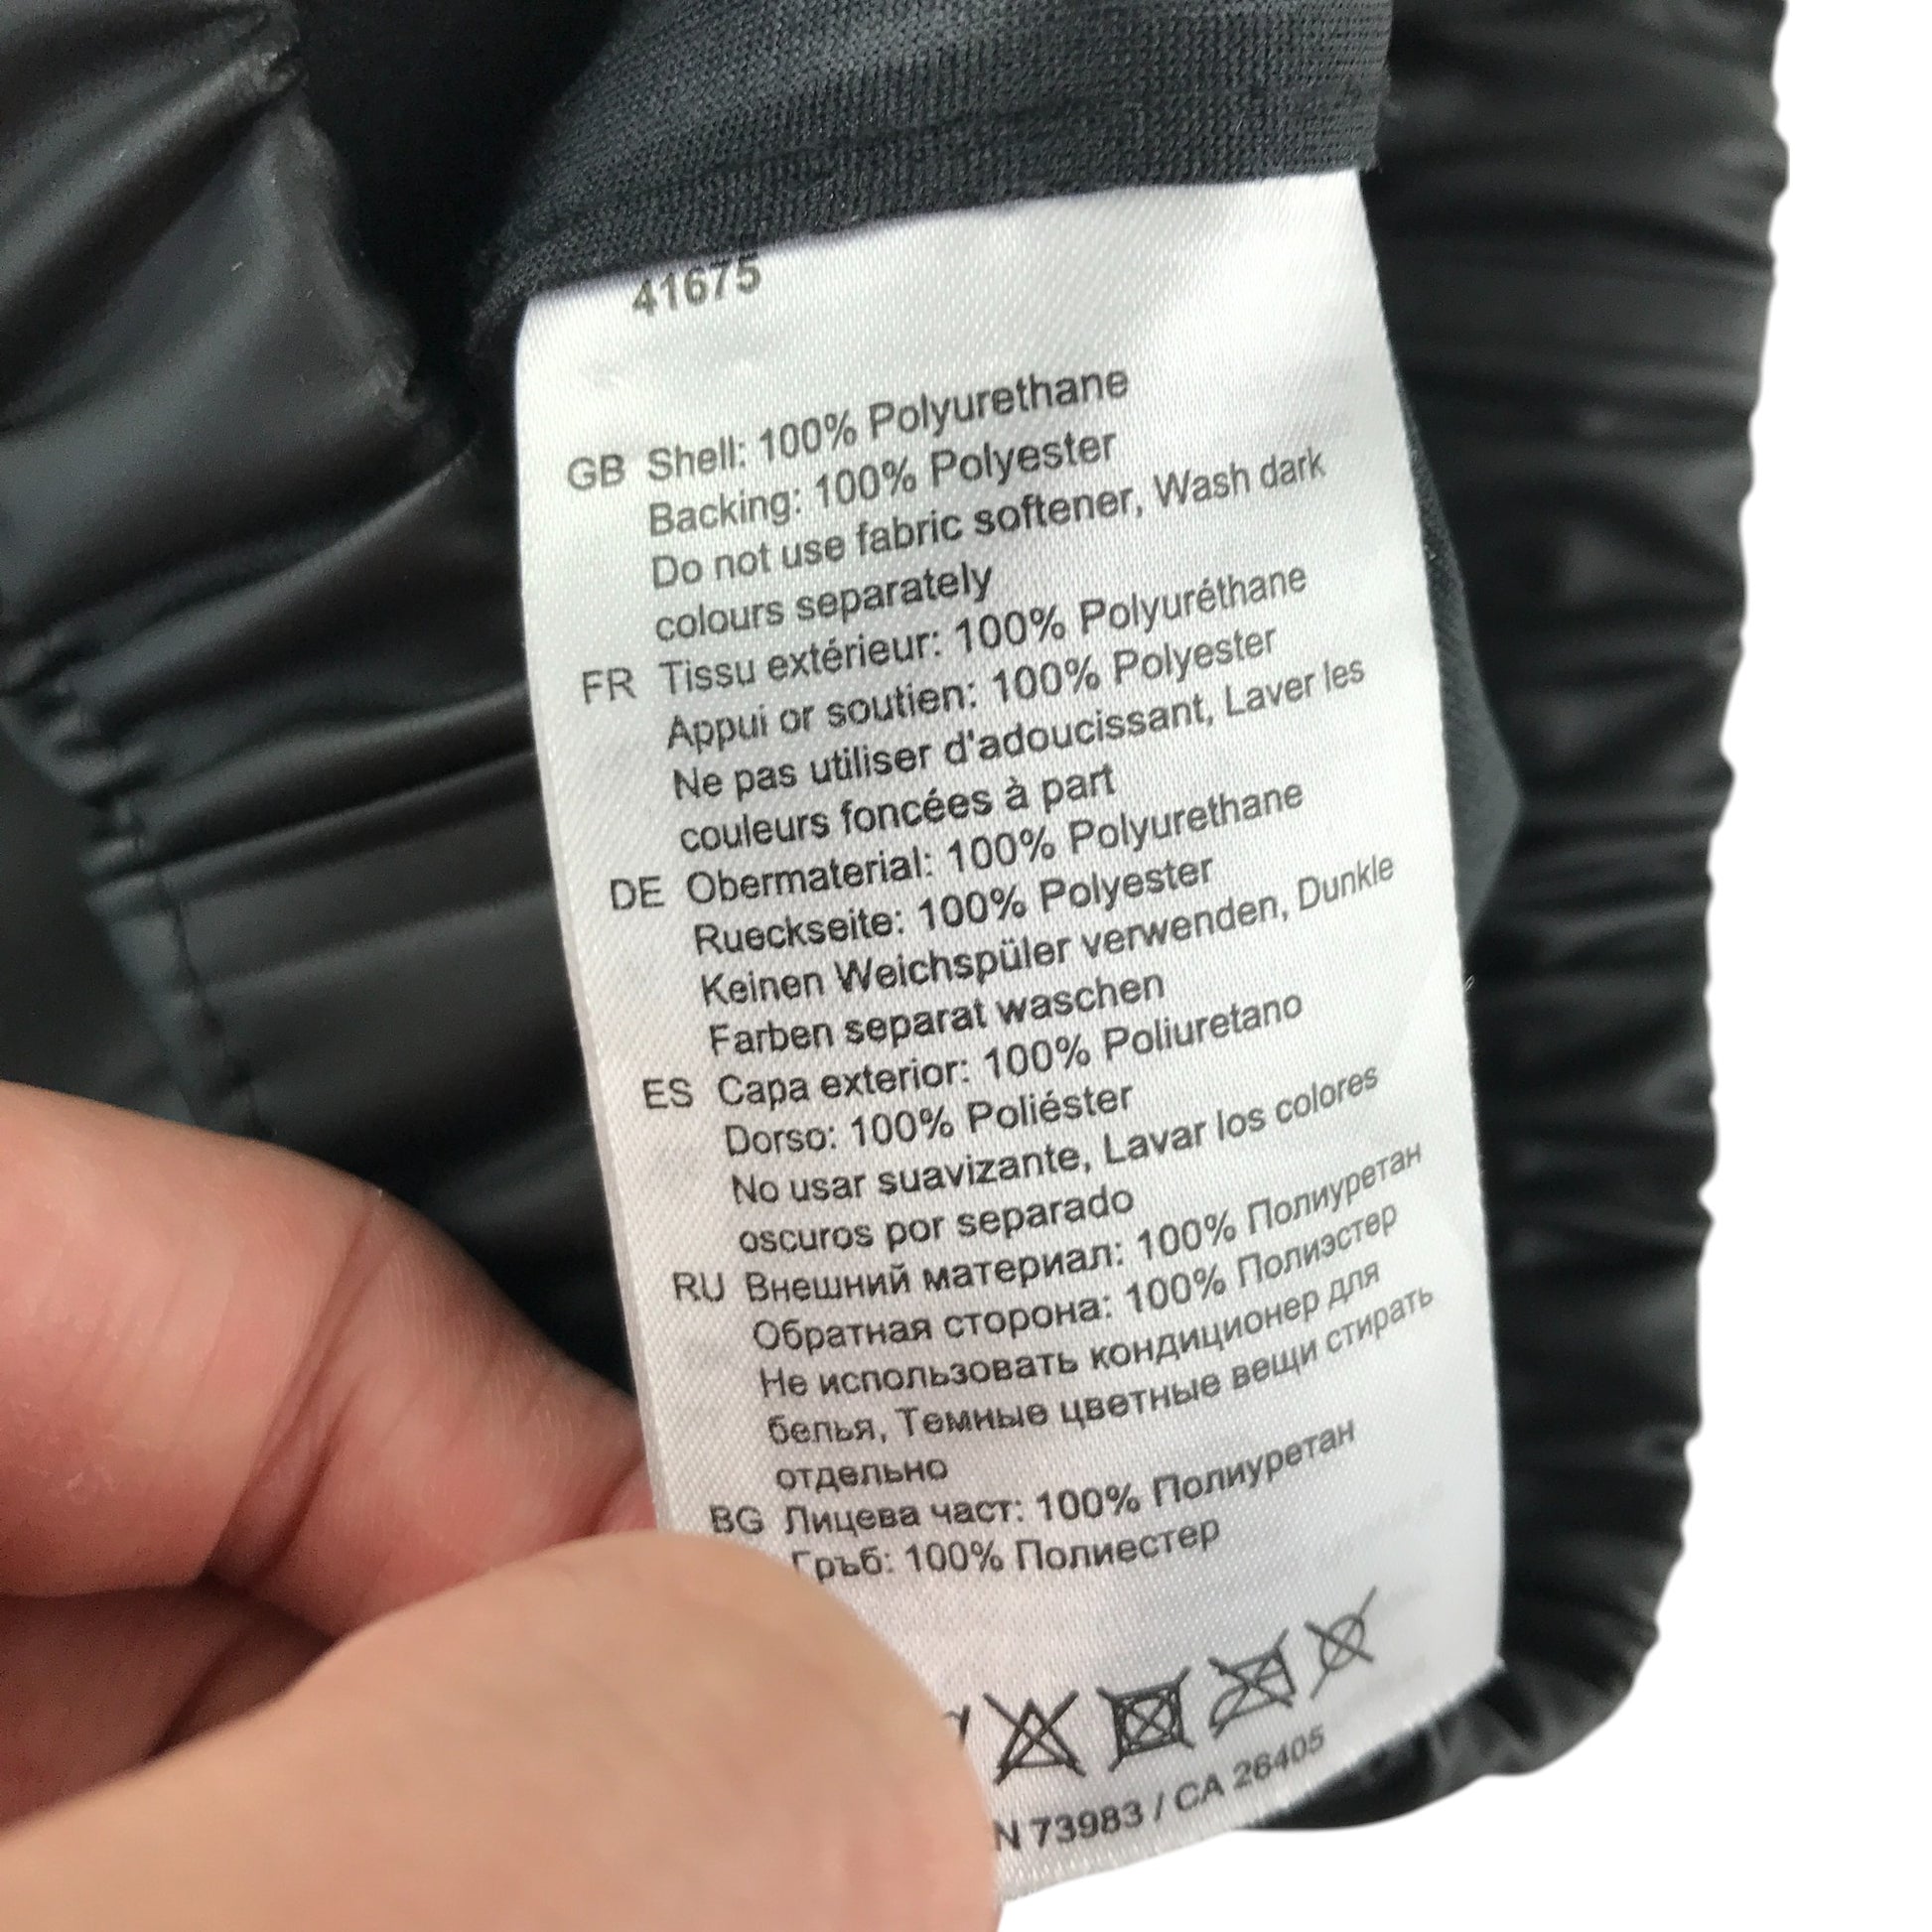 41675
GB Shell: 100% Polyurethane
Backing: 100% Polyester
Do not use fabric softener, Wash dark
colours separately
FR Tissu extérieur: 100% Polyuréthane
Appui or soutien: 100% Polyester
Ne pas utiliser d'adoucissant, Laver les
couleurs foncées à part
DE Obermaterial: 100% Polyurethane
Rueckseite: 100% Polyester
Keinen Weichspüler verwenden, Dunkle
Farben separat waschen
ES Capa exterior: 100% Poliuretano
Dorso: 100% Poliéster
No usar suavizante, Lavar los colores
oscuros por separado
RU Внешний материал: 100% Полиуретан
Обратная сторона: 100% Полиэстер
Не использовать кондиционер для
белья, Темные цветные вещи стирать
отдельно
BG Лицева част: 100% Полиуретан
Гръб: 100% Полиестер
N 73983 / CA 26405